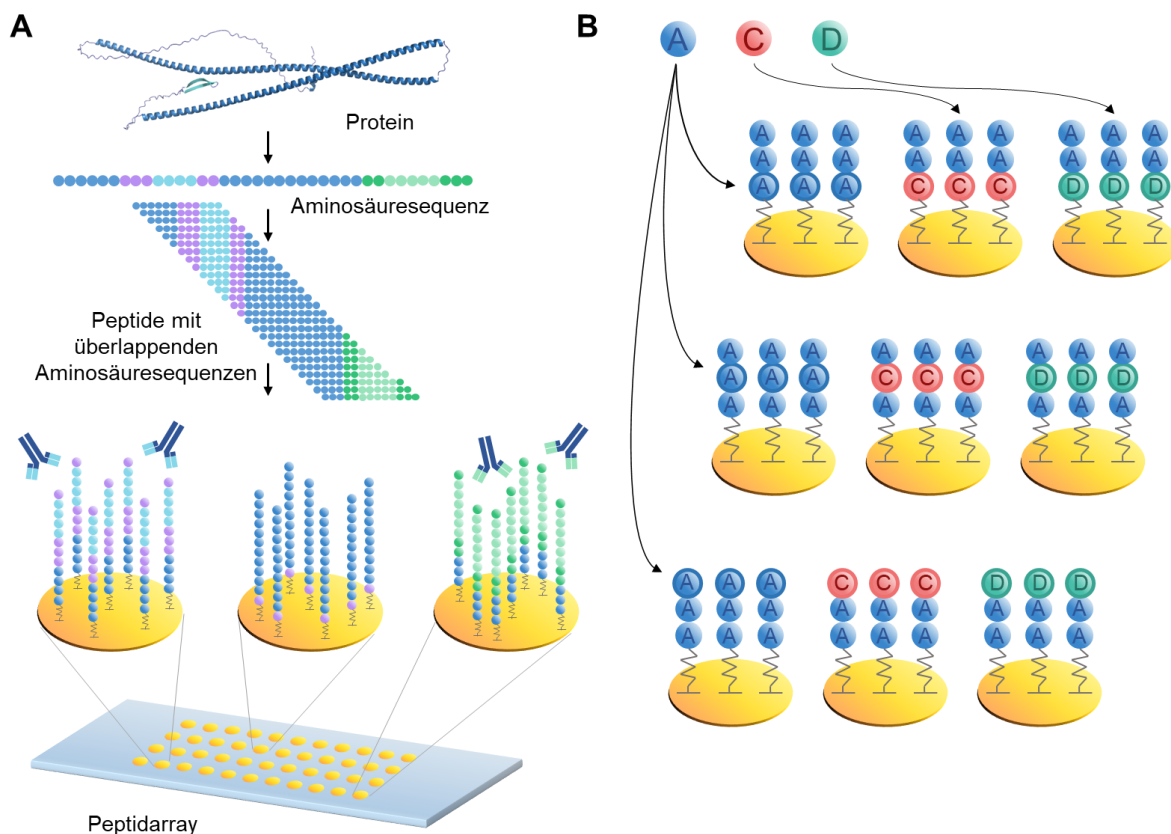 A
Protein
Aminosäuresequenz
Peptide mit
überlappenden
Aminosäuresequenzen
Peptidarray
B
A C D
A A A A A A A A A
A A A A A A A A A
A A A C C C D D D
A A A A A A A A A
A A A C C C D D D
A A A A A A A A A
A A A C C C D D D
A A A A A A A A A
A A A A A A A A A